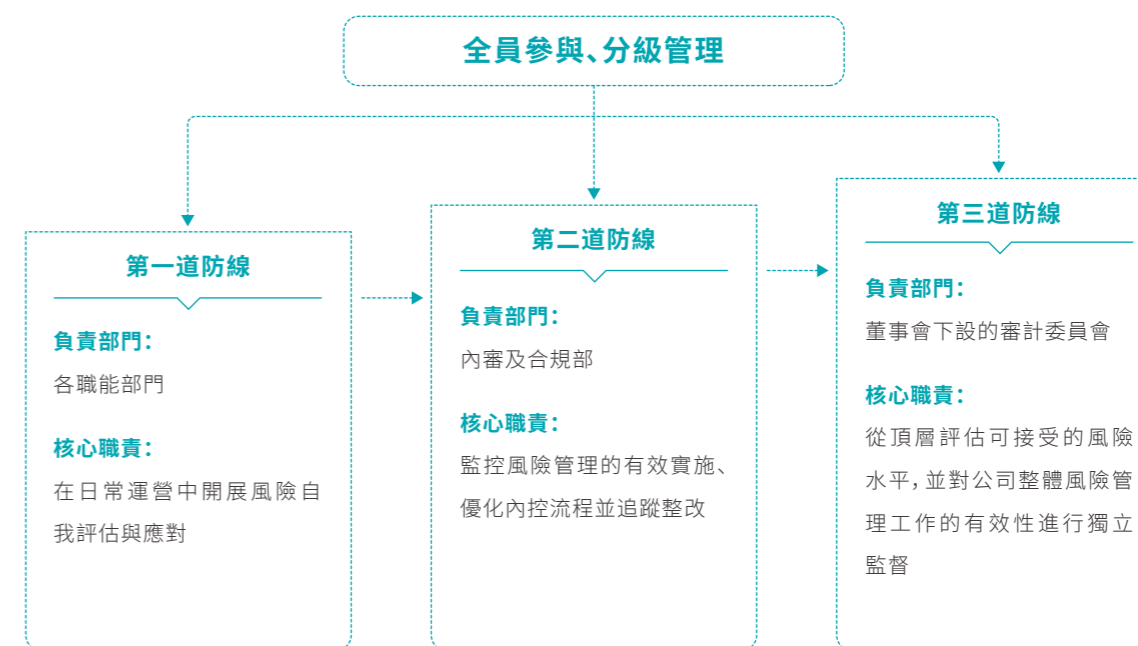 全員參與、分級管理
第一道防線
負責部門：
各職能部門
核心職責：
在日常運營中開展風險自
我評估與應對
第二道防線
負責部門：
內審及合規部
核心職責：
監控風險管理的有效實施、
優化內控流程並追蹤整改
第三道防線
負責部門：
董事會下設的審計委員會
核心職責：
從頂層評估可接受的風險
水平，並對公司整體風險管
理工作的有效性進行獨立
監督